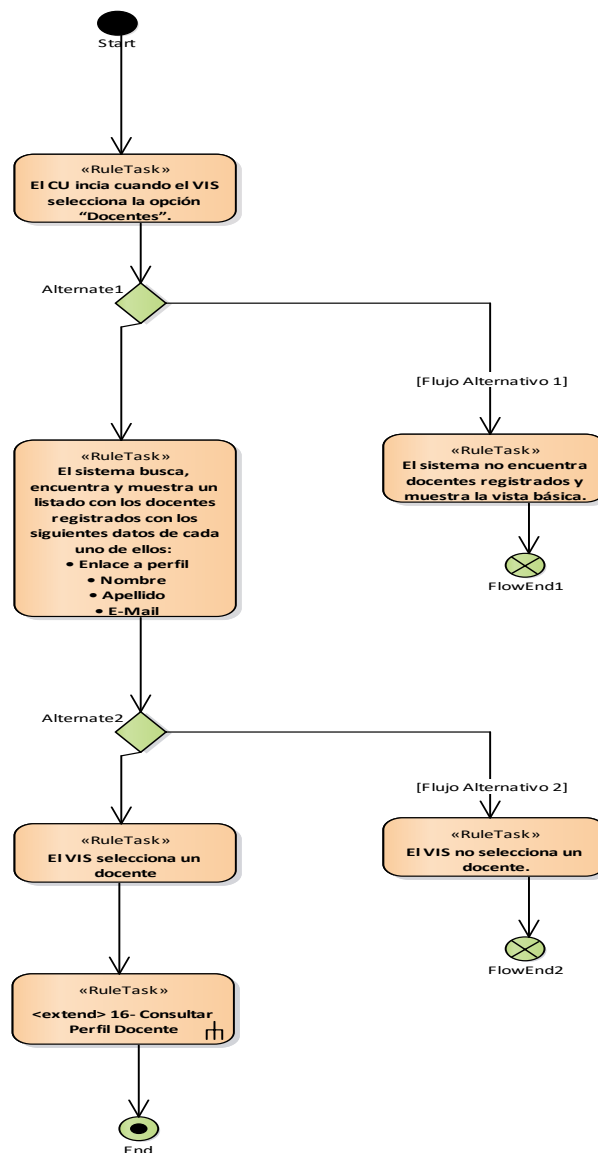 Start
«RuleTask»
El CU incia cuando el VIS
selecciona la opción
“Docentes”.
Alternate1
[Flujo Alternativo 1]
«RuleTask»
El sistema busca,
encuentra y muestra un
listado con los docentes
registrados con los
siguientes datos de cada
uno de ellos:
• Enlace a perfil
• Nombre
• Apellido
• E-Mail
«RuleTask»
El sistema no encuentra
docentes registrados y
muestra la vista básica.
FlowEnd1
Alternate2
[Flujo Alternativo 2]
«RuleTask»
El VIS selecciona un
docente
«RuleTask»
El VIS no selecciona un
docente.
FlowEnd2
«RuleTask»
<extend> 16- Consultar
Perfil Docente
End